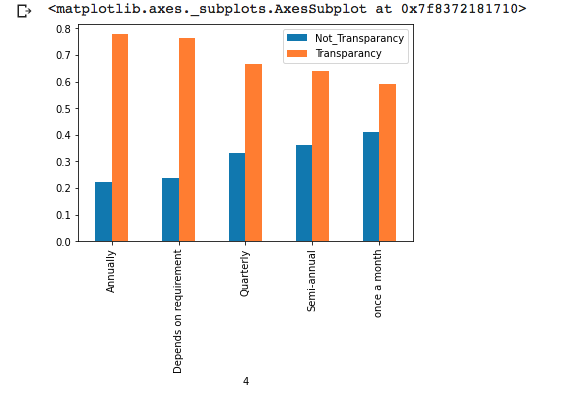 <matplotlib.axes._subplots.AxesSubplot at 0x7f8372181710>
Not_Transparancy
Transparancy
0.8
0.7
0.6
0.5
0.4
0.3
0.2
0.1
0.0
Annually
Depends on requirement
Quarterly
Semi-annual
once a month
4